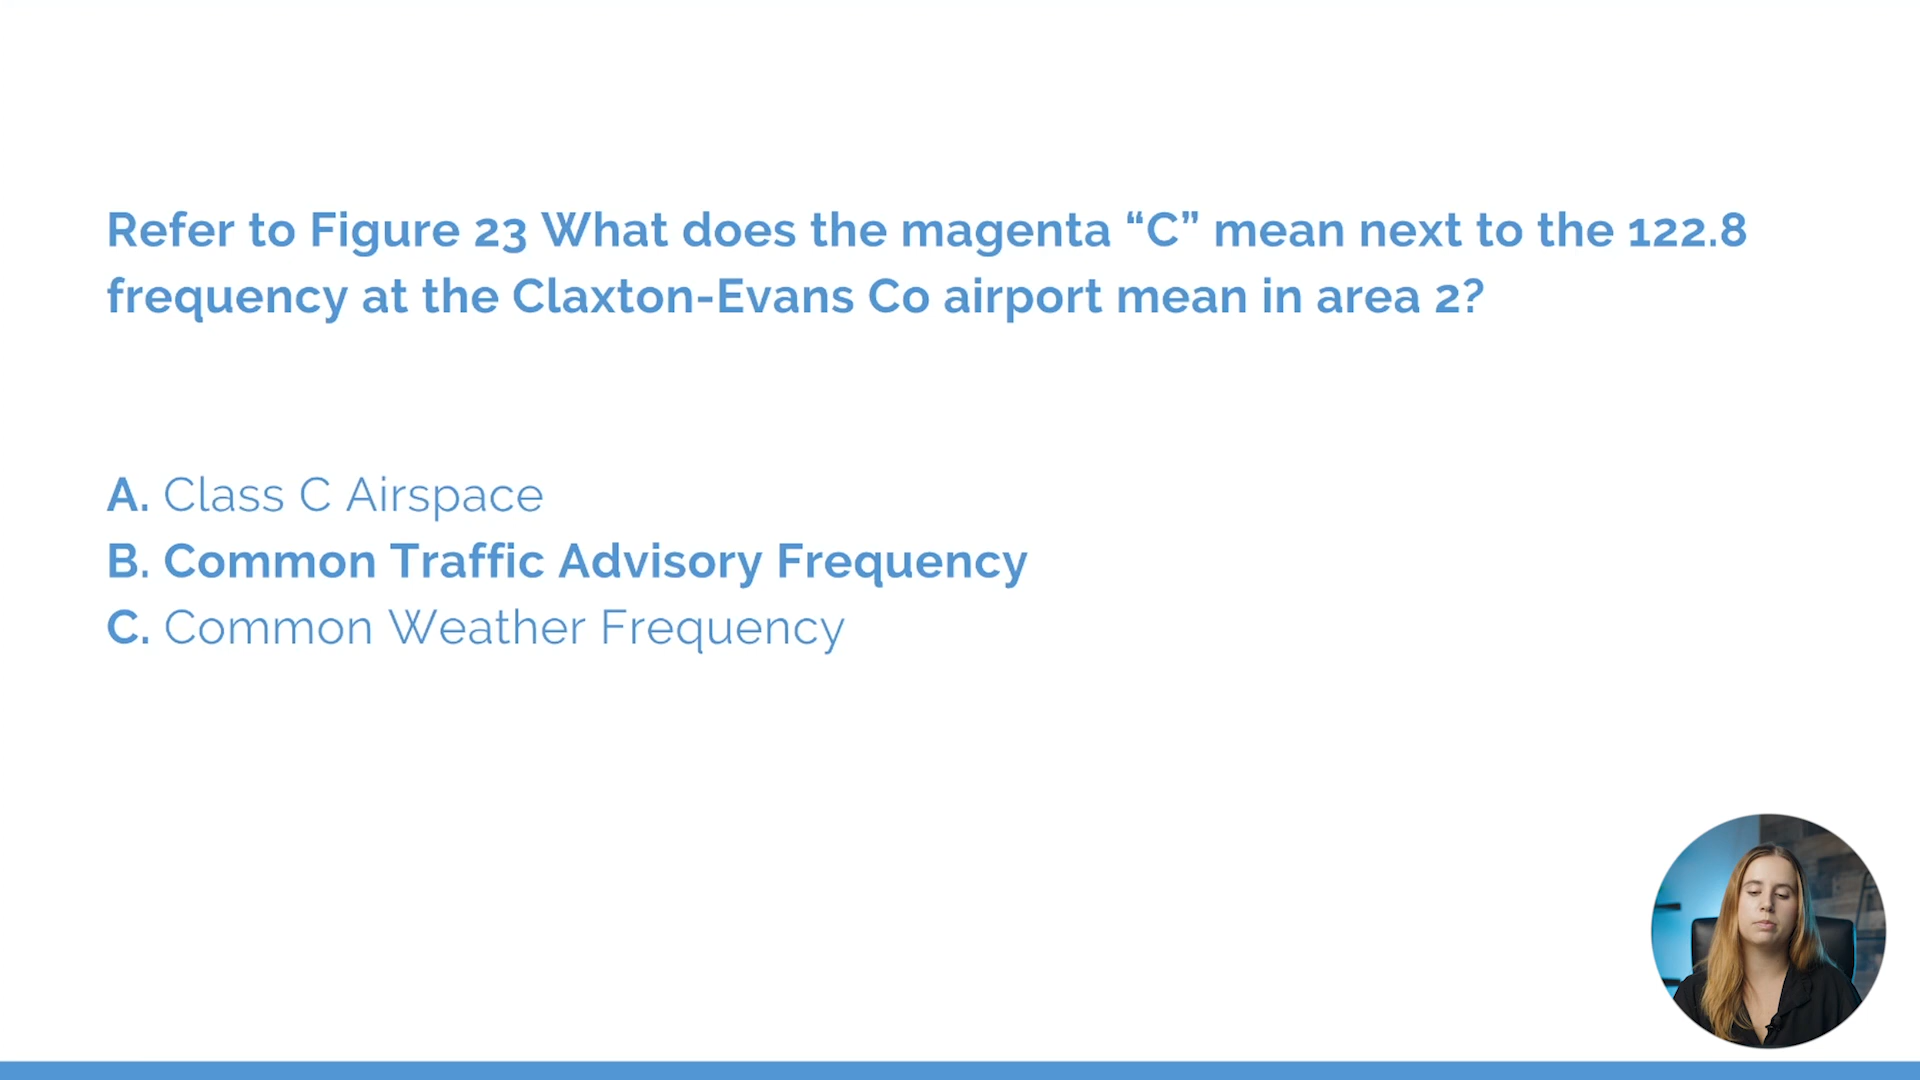 Refer to Figure 23 What does the magenta “C” mean next to the 122.8
frequency at the Claxton-Evans Co airport mean in area 2?
A. Class C Airspace
B. Common Traffic Advisory Frequency
C. Common Weather Frequency